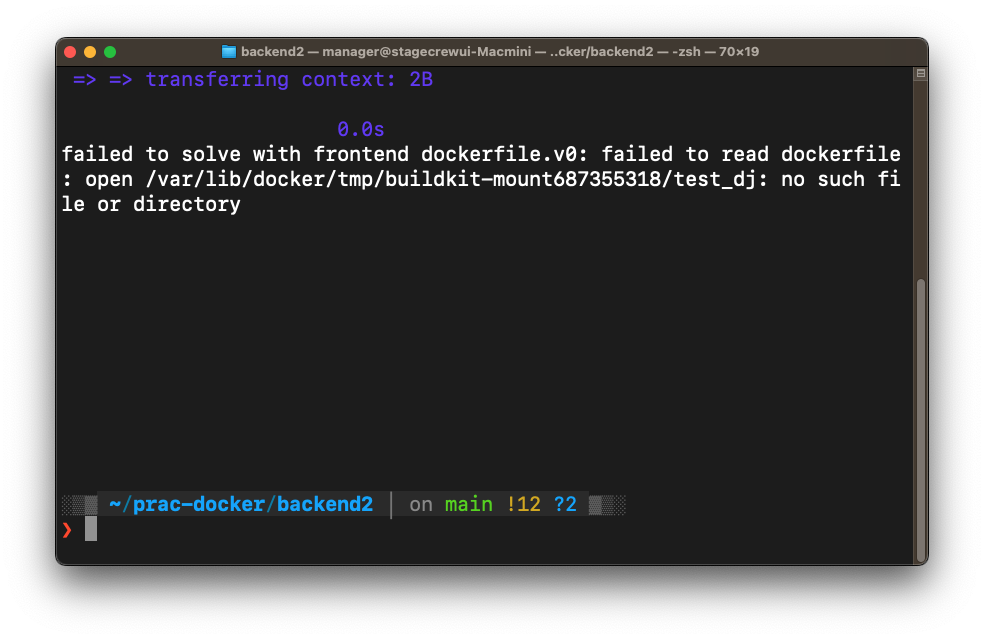 backend2 — manager@stagecrewui-Macmini — ..cker/backend2 — -zsh — 70×19
=> => transferring context: 2B
0.0s
failed to solve with frontend dockerfile.v0: failed to read dockerfile
: open /var/lib/docker/tmp/buildkit-mount687355318/test_dj: no such fi
le or directory
~/prac-docker/backend2 │ on main !12 ?2
❯